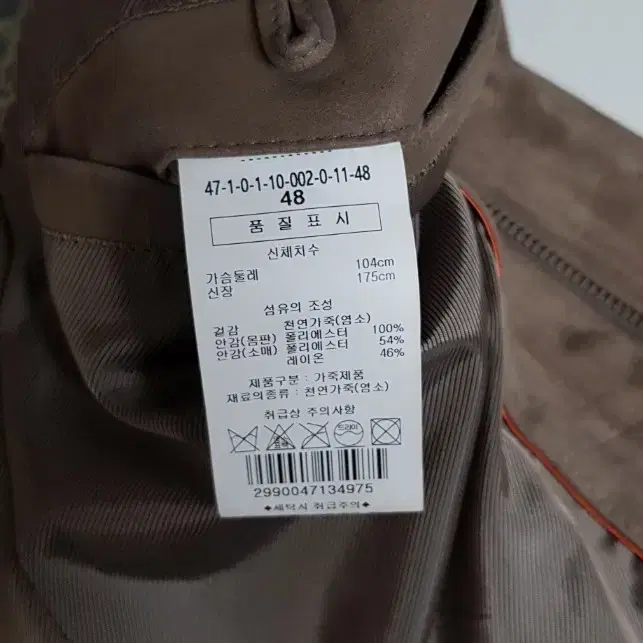 47-1-0-1-10-002-0-11-48
48
품 질 표 시
신체치수
가슴둘레 104cm
신장 175cm
섬유의 조성
겉감 천연가죽(염소) 100%
안감(몸판) 폴리에스터 54%
안감(소매) 폴리에스터 46%
레이온
제품구분 : 가죽제품
재료의종류 : 천연가죽(염소)
취급상 주의사항
드라이
2990047134975
◆세탁시 취급주의◆